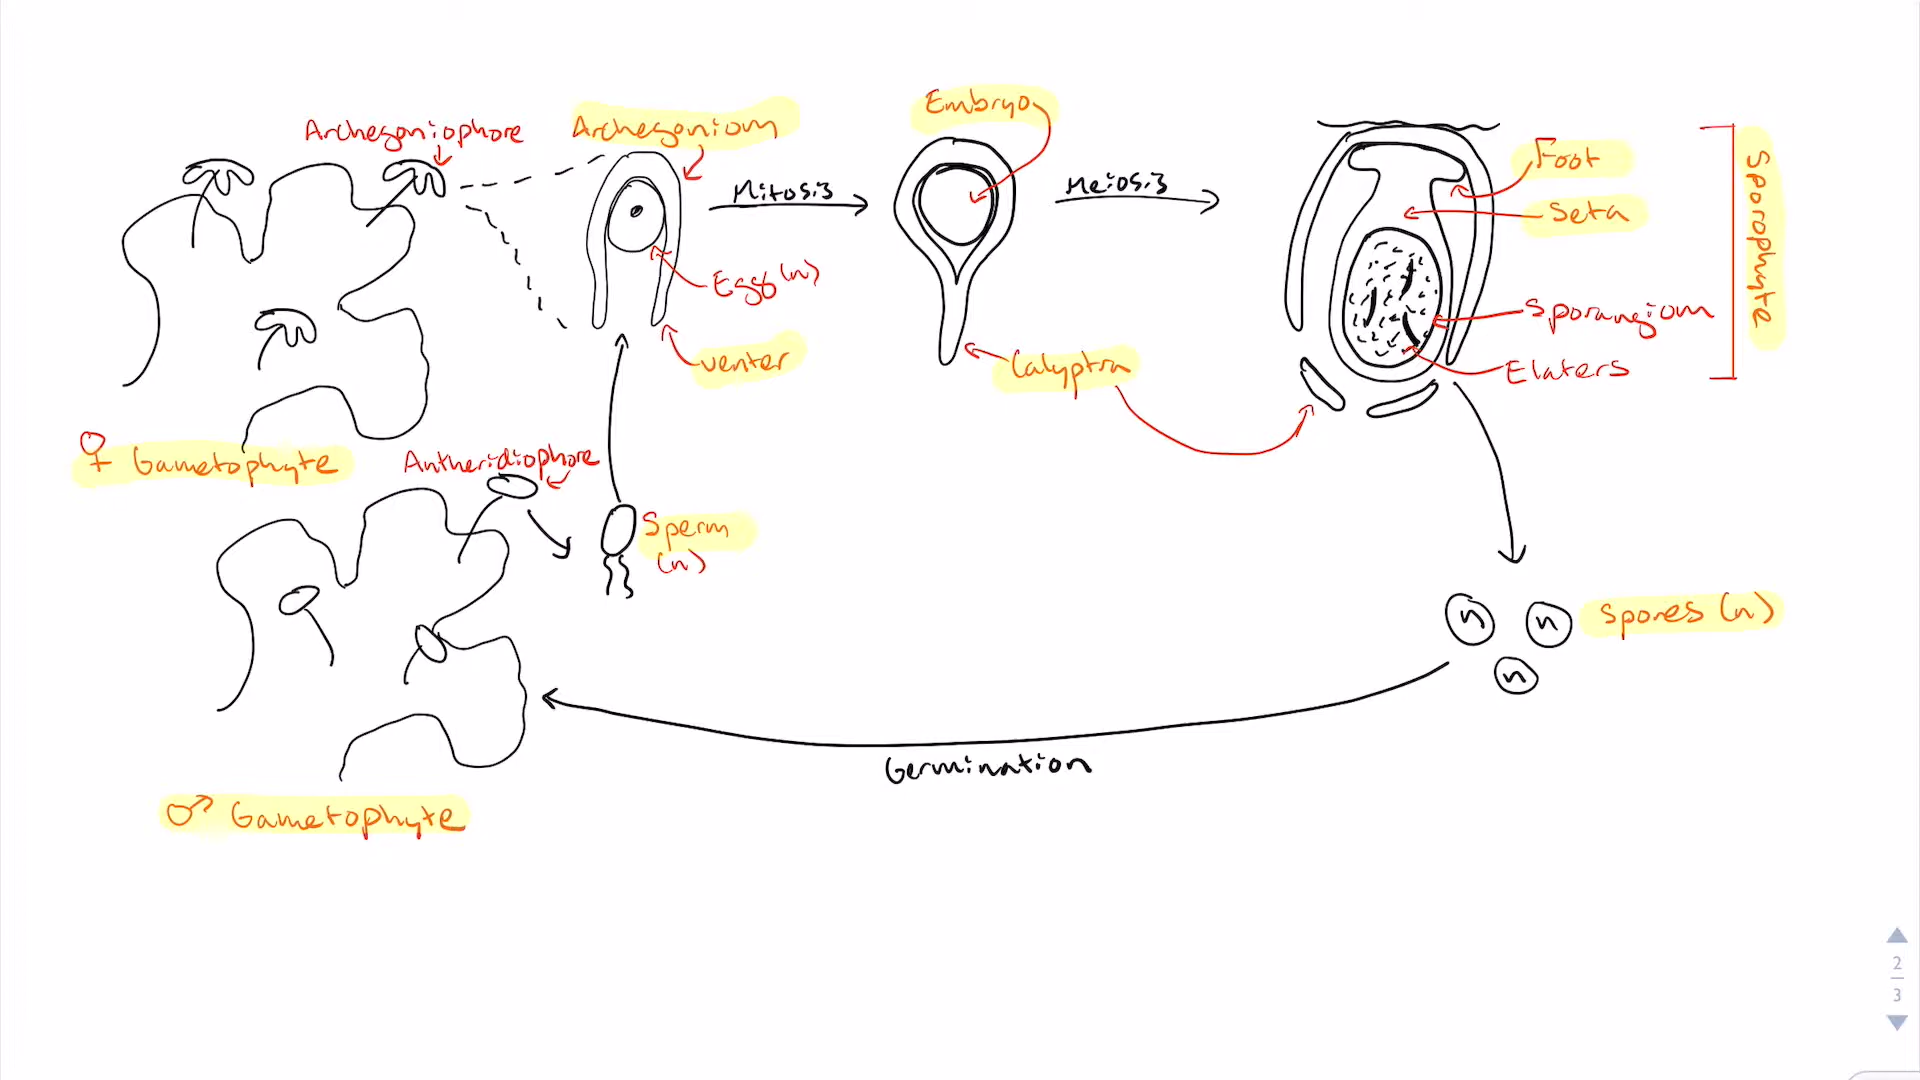 Archegoniophore
Archegonium
Embryo
Foot
Seta
Sporophyte
Mitosis
Meiosis
Egg (n)
Sporangium
Elaters
Venter
Calyptra
♀ Gametophyte
Antheridiophore
Sperm
(n)
n
n
n
Spores (n)
Germination
♂ Gametophyte
2
3